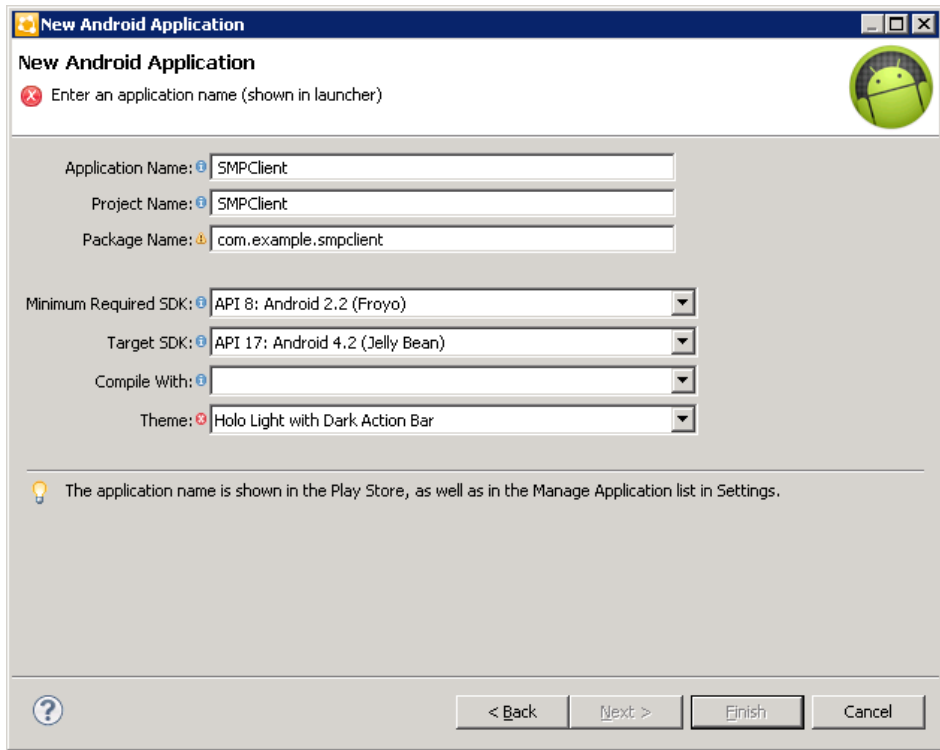 New Android Application
New Android Application
Enter an application name (shown in launcher)
Application Name: SMPClient
Project Name: SMPClient
Package Name: com.example.smpclient
Minimum Required SDK: API 8: Android 2.2 (Froyo)
Target SDK: API 17: Android 4.2 (Jelly Bean)
Compile With:
Theme: Holo Light with Dark Action Bar
The application name is shown in the Play Store, as well as in the Manage Application list in Settings.
? < Back Next > Finish Cancel